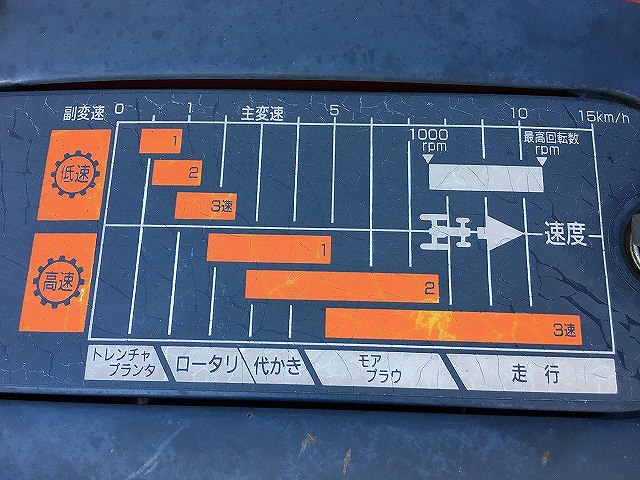 副変速 0 1 主変速 5 10 15km/h
1000 rpm
最高回転数 rpm
低速
1
2
3速
速度
高速
1
2
3速
トレンチャ
プランタ
ロータリ
代かき
モア
プラウ
走行